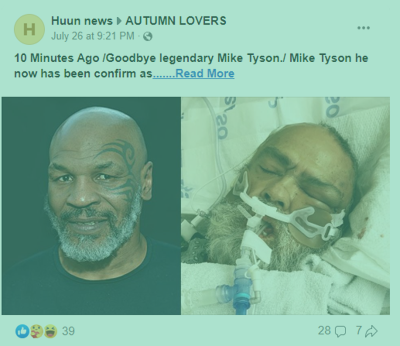 H
Huun news ▸ AUTUMN LOVERS
July 26 at 9:21 PM ·
10 Minutes Ago /Goodbye legendary Mike Tyson./ Mike Tyson he
now has been confirm as.......Read More
39
28
7